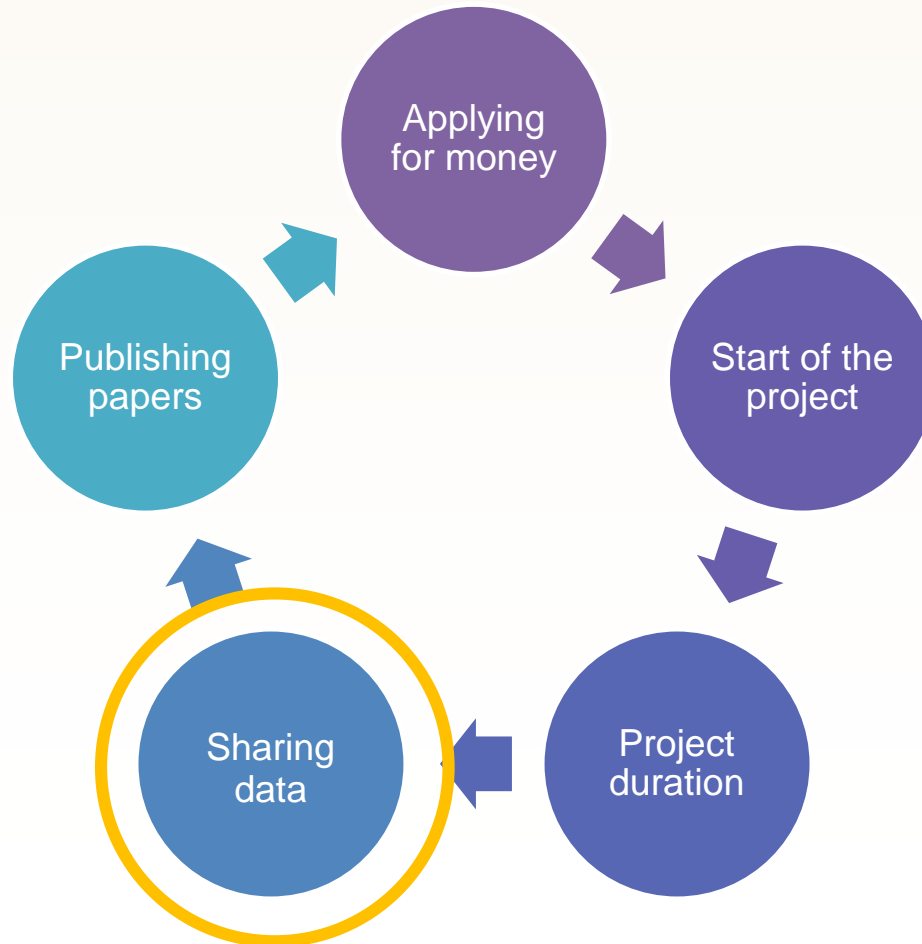 Applying
for money
Start of the
project
Project
duration
Sharing
data
Publishing
papers